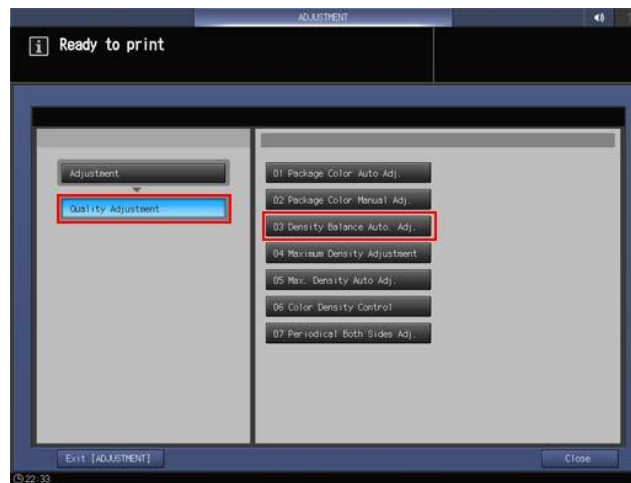 ADJUSTMENT
Ready to print
Adjustment
Quality Adjustment
01 Package Color Auto Adj.
02 Package Color Manual Adj.
03 Density Balance Auto. Adj.
04 Maximum Density Adjustment
05 Max. Density Auto Adj.
06 Color Density Control
07 Periodical Both Sides Adj.
Exit [ADJUSTMENT]
Close
22:33